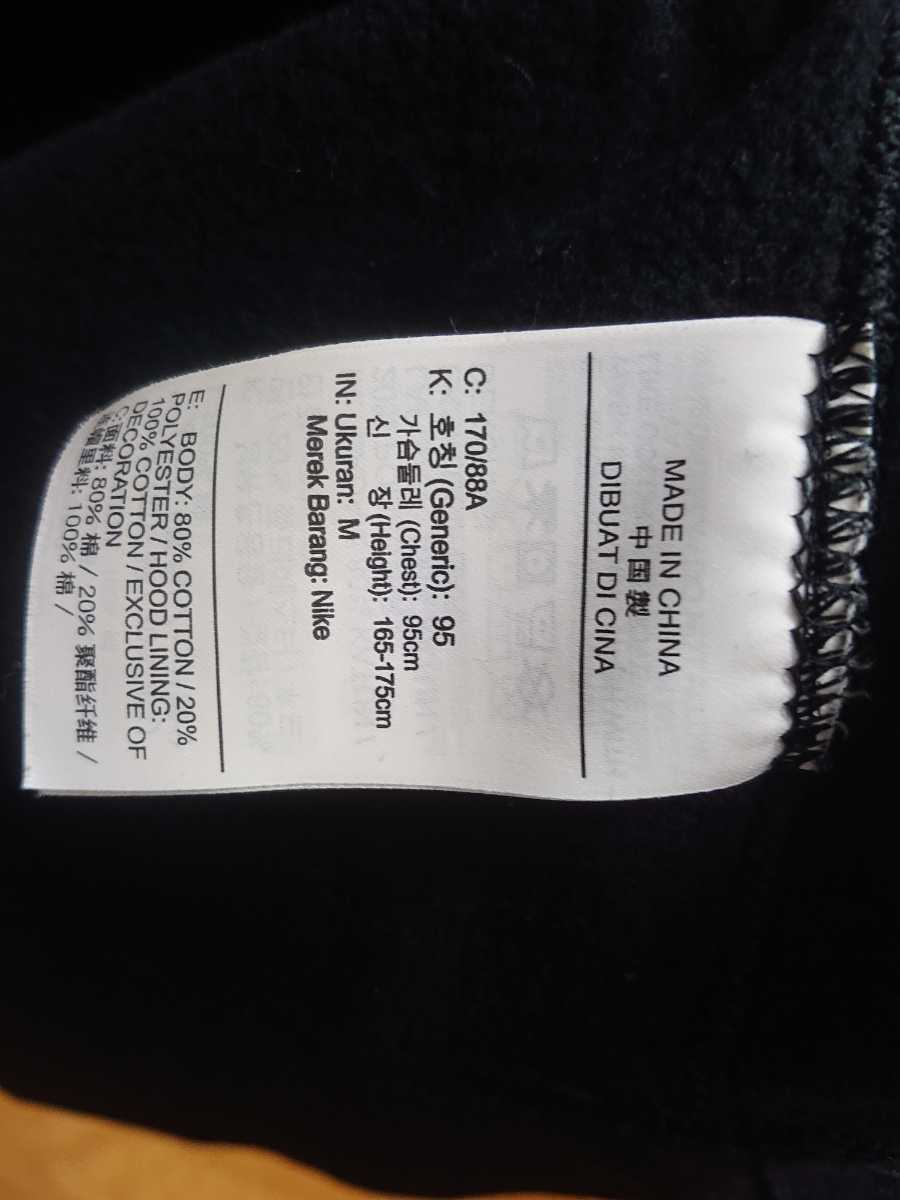 MADE IN CHINA
中国製
DIBUAT DI CINA
C: 170/88A
K: 호칭 (Generic): 95
가슴둘레 (Chest): 95cm
신 장 (Height): 165-175cm
IN: Ukuran: M
Merek Barang: Nike
E: BODY: 80% COTTON / 20%
POLYESTER / HOOD LINING:
100% COTTON / EXCLUSIVE OF
DECORATION
C:面料: 80% 棉 / 20% 聚酯纤维 /
帽里料: 100% 棉 /